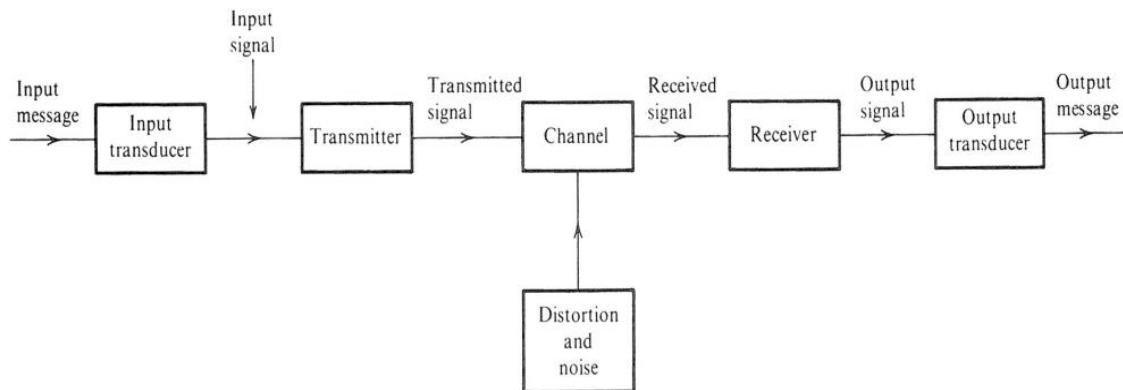 Input
signal
Input
message
Input
transducer
Transmitter
Transmitted
signal
Channel
Received
signal
Receiver
Output
signal
Output
transducer
Output
message
Distortion
and
noise